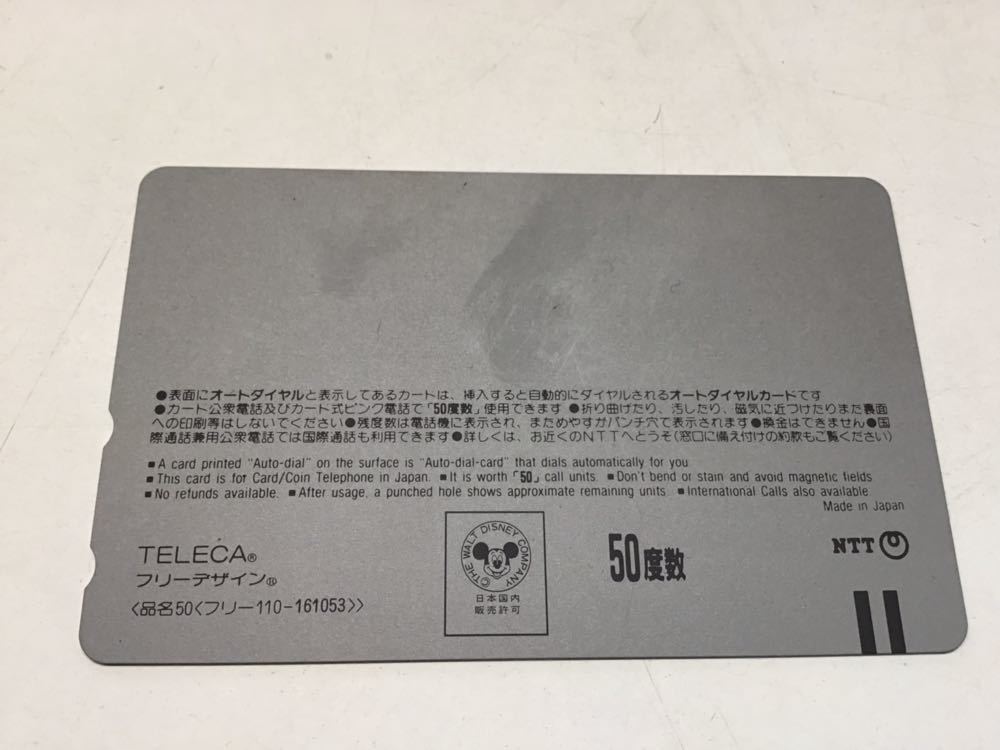 ●表面にオートダイヤルと表示してあるカードは、挿入すると自動的にダイヤルされるオートダイヤルカードです
●カード公衆電話及びカード式ピンク電話で「50度数」使用できます ●折り曲げたり、汚したり、磁気に近づけたりまた裏面
への印刷等はしないでください●残度数は電話機に表示され、またためやすがパンチ穴で表示されます●換金はできません●国
際通話兼用公衆電話では国際通話も利用できます●詳しくは、お近くのNTTへどうぞ(窓口に備え付けの約款もご覧ください)
■ A card printed "Auto-dial" on the surface is "Auto-dial-card" that dials automatically for you
■ This card is for Card/Coin Telephone in Japan. ■ It is worth「50」call units. ■ Don't bend or stain and avoid magnetic fields
■ No refunds available. ■ After usage, a punched hole shows approximate remaining units. ■ International Calls also available
Made in Japan
TELECA®
フリーデザイン®
〈品名50〈フリー110-161053〉〉
©THE WALT DISNEY COMPANY
日本国内
販売許可
50度数
NTT